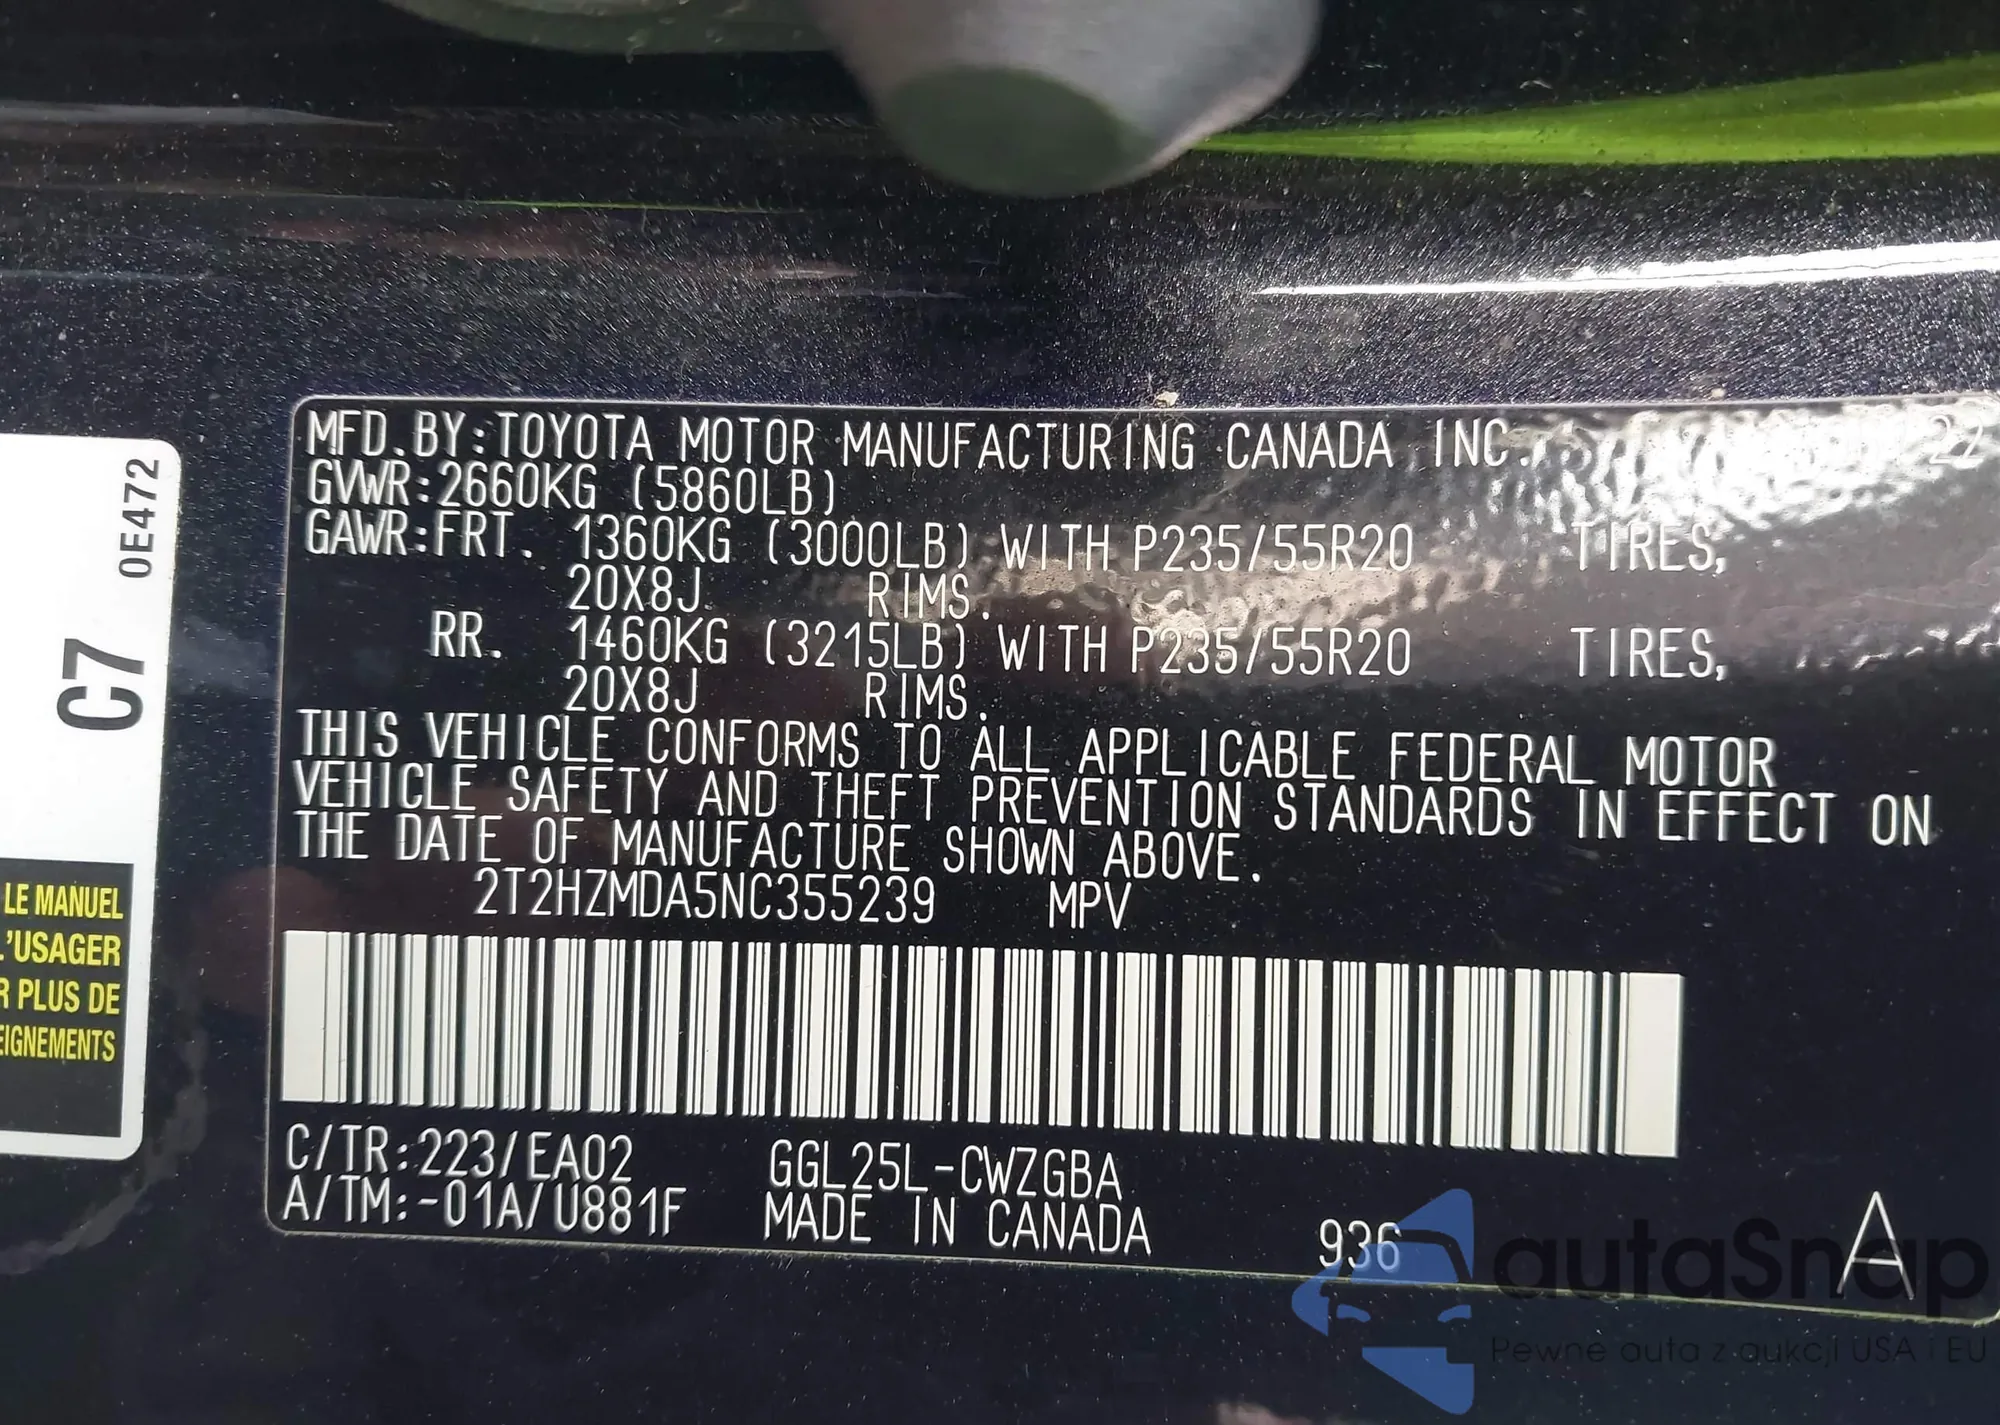 MFD.BY:TOYOTA MOTOR MANUFACTURING CANADA INC. 22
GVWR:2660KG (5860LB)
GAWR:FRT. 1360KG (3000LB) WITH P235/55R20 TIRES,
20X8J RIMS.
RR. 1460KG (3215LB) WITH P235/55R20 TIRES,
20X8J RIMS.
THIS VEHICLE CONFORMS TO ALL APPLICABLE FEDERAL MOTOR
VEHICLE SAFETY AND THEFT PREVENTION STANDARDS IN EFFECT ON
THE DATE OF MANUFACTURE SHOWN ABOVE.
2T2HZMDA5NC355239 MPV
C/TR:223/EA02 GGL25L-CWZGBA
A/TM:-01A/U881F MADE IN CANADA 936 A
0E472
C7
LE MANUEL
L'USAGER
R PLUS DE
EIGNEMENTS
autoSnap
Pewne auta z aukcji USA i EU